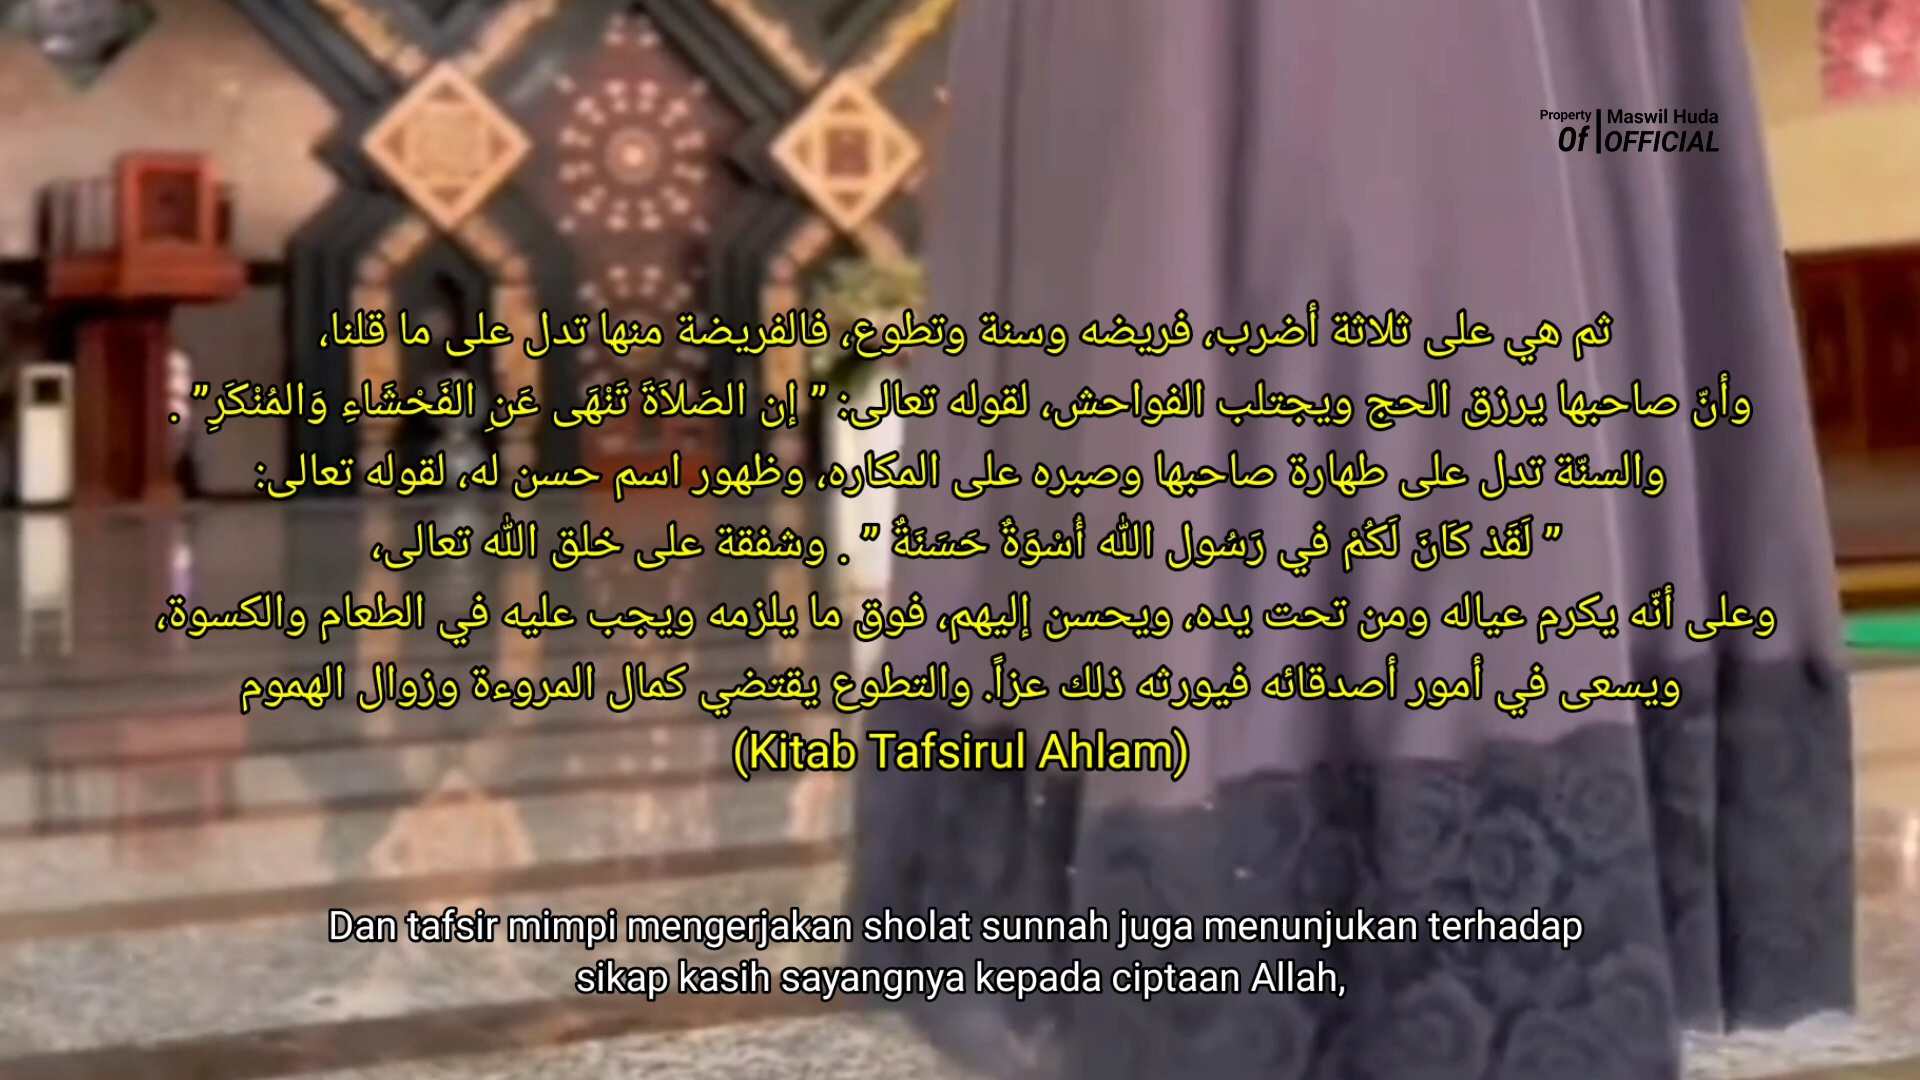 Property Of | Maswil Huda OFFICIAL
ثم هي على ثلاثة أضرب، فريضه وسنة وتطوع، فالفريضة منها تدل على ما قلنا،
وأنّ صاحبها يرزق الحج ويجتلب الفواحش، لقوله تعالى: ” إن الصَلاَةَ تَنْهَى عَنِ الفَحْشَاءِ وَالمُنْكَرِ” .
والسنّة تدل على طهارة صاحبها وصبره على المكاره، وظهور اسم حسن له، لقوله تعالى:
” لَقَدْ كَانَ لَكُمْ في رَسُول الله أُسْوَةٌ حَسَنَةٌ ” . وشفقة على خلق الله تعالى،
وعلى أنّه يكرم عياله ومن تحت يده، ويحسن إليهم، فوق ما يلزمه ويجب عليه في الطعام والكسوة،
ويسعى في أمور أصدقائه فيورثه ذلك عزاً. والتطوع يقتضي كمال المروءة وزوال الهموم
(Kitab Tafsirul Ahlam)
Dan tafsir mimpi mengerjakan sholat sunnah juga menunjukan terhadap
sikap kasih sayangnya kepada ciptaan Allah,